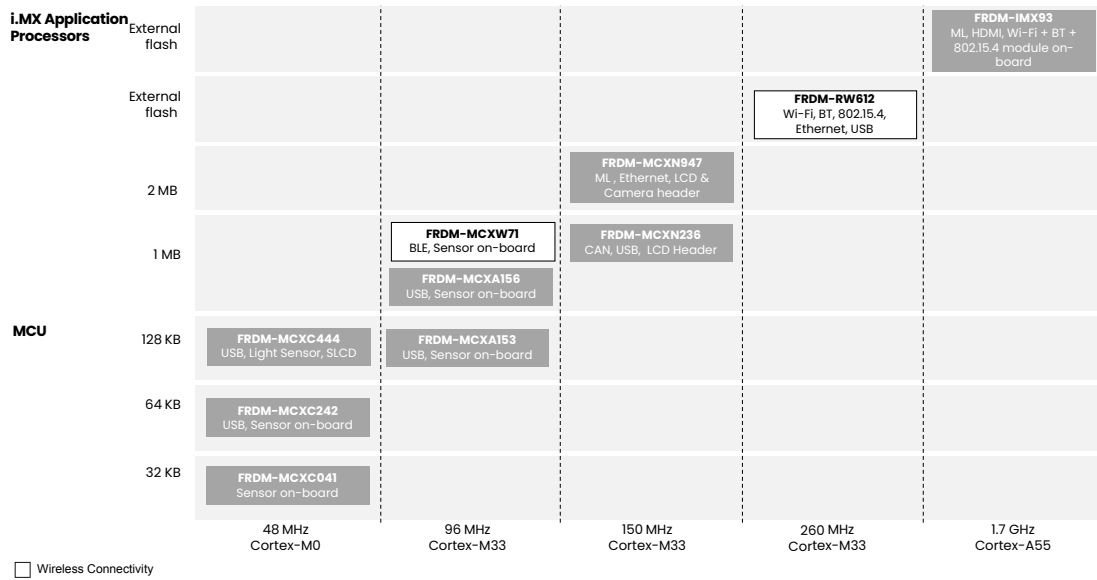 i.MX Application
Processors
External
flash
FRDM-IMX93
ML, HDMI, Wi-Fi + BT +
802.15.4 module on-
board
External
flash
FRDM-RW612
Wi-Fi, BT, 802.15.4,
Ethernet, USB
2 MB
FRDM-MCXN947
ML , Ethernet, LCD &
Camera header
1 MB
FRDM-MCXW71
BLE, Sensor on-board
FRDM-MCXN236
CAN, USB, LCD Header
FRDM-MCXA156
USB, Sensor on-board
MCU
128 KB
FRDM-MCXC444
USB, Light Sensor, SLCD
FRDM-MCXA153
USB, Sensor on-board
64 KB
FRDM-MCXC242
USB, Sensor on-board
32 KB
FRDM-MCXC041
Sensor on-board
48 MHz
Cortex-M0
96 MHz
Cortex-M33
150 MHz
Cortex-M33
260 MHz
Cortex-M33
1.7 GHz
Cortex-A55
Wireless Connectivity